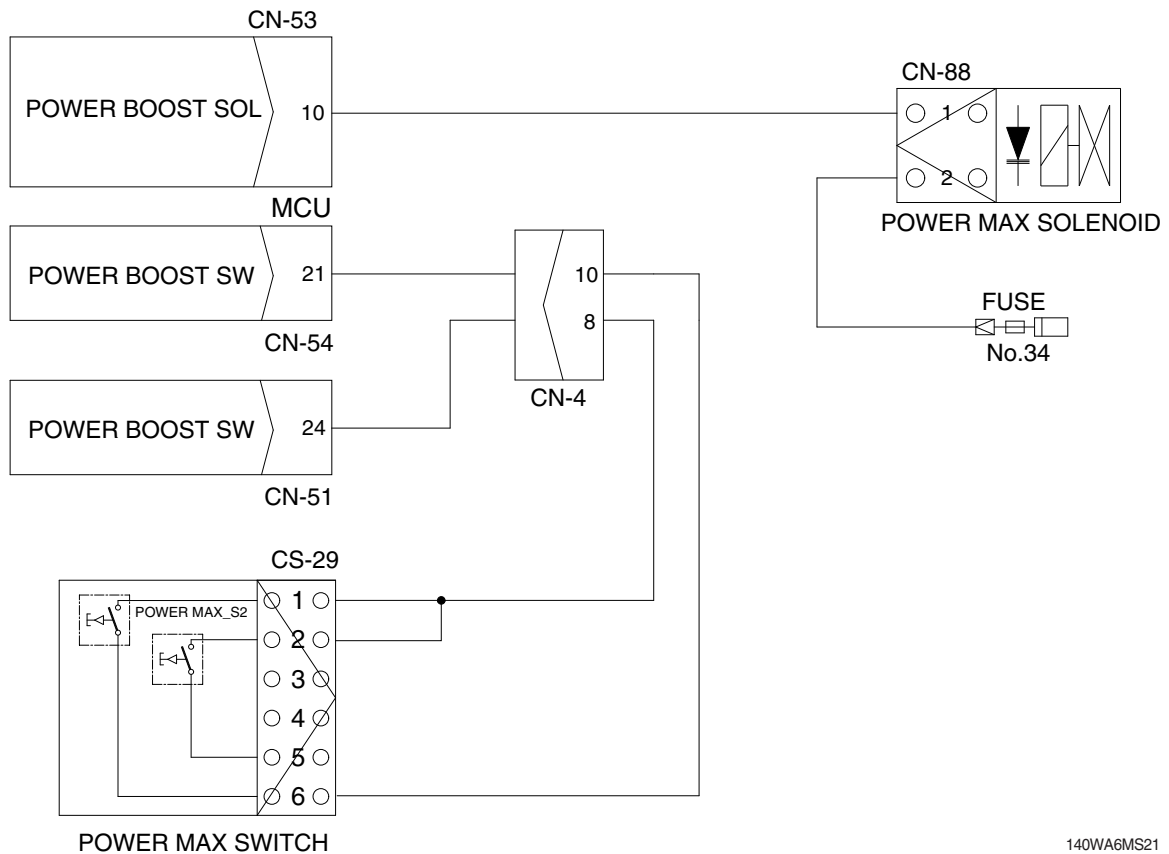 CN-53
POWER BOOST SOL 10
CN-88
1
2
POWER MAX SOLENOID
MCU
POWER BOOST SW 21
CN-54
10
8
CN-4
FUSE
No.34
POWER BOOST SW 24
CN-51
CS-29
POWER MAX_S2
1
2
3
4
5
6
POWER MAX SWITCH
140WA6MS21